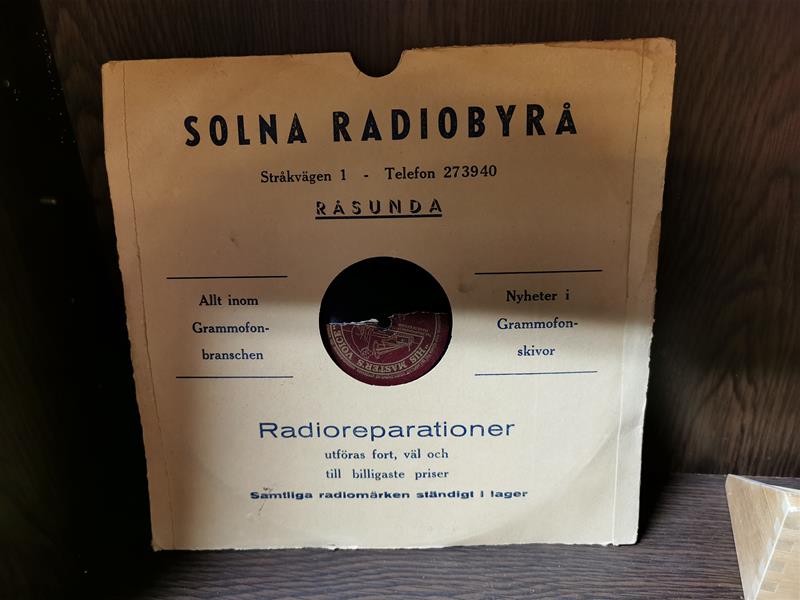 SOLNA RADIOBYRÅ
Stråkvägen 1 - Telefon 273940
RÅSUNDA
Allt inom
Grammofon-
branschen
Nyheter i
Grammofon-
skivor
"HIS MASTER'S VOICE"
Radioreparationer
utföras fort, väl och
till billigaste priser
Samtliga radiomärken ständigt i lager